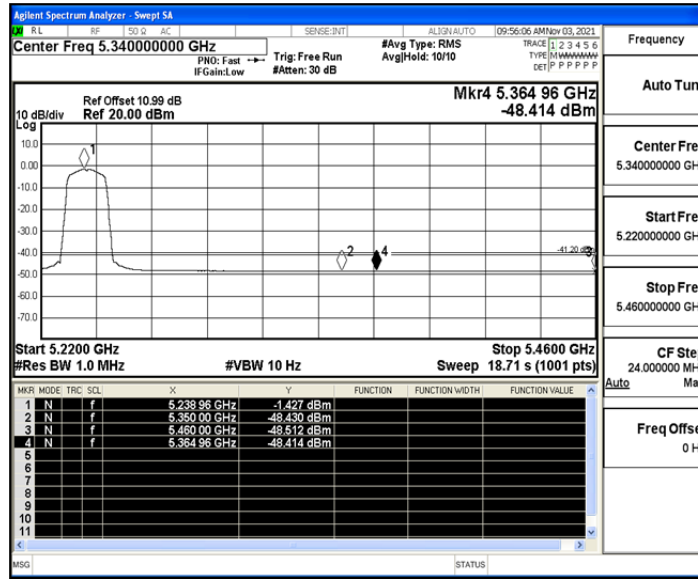 Agilent Spectrum Analyzer - Swept SA
RL RF 50 Ω AC SENSE:INT ALIGNAUTO 09:56:06 AM Nov 03, 2021
Center Freq 5.340000000 GHz
PNO: Fast
IFGain:Low
Trig: Free Run
#Atten: 30 dB
#Avg Type: RMS
Avg|Hold: 10/10
TRACE 1 2 3 4 5 6
TYPE M
DET P P P P P P
Ref Offset 10.99 dB
10 dB/div Ref 20.00 dBm
Log
Mkr4 5.364 96 GHz
-48.414 dBm
10.0
0.00
-10.0
-20.0
-30.0
-40.0
-50.0
-60.0
-70.0
1
2
4
3
-41.20 dBm
Start 5.2200 GHz Stop 5.4600 GHz
#Res BW 1.0 MHz #VBW 10 Hz Sweep 18.71 s (1001 pts)
MKR MODE TRC SCL X Y FUNCTION FUNCTION WIDTH FUNCTION VALUE
1 N f 5.238 96 GHz -1.427 dBm
2 N f 5.350 00 GHz -48.430 dBm
3 N f 5.460 00 GHz -48.512 dBm
4 N f 5.364 96 GHz -48.414 dBm
5
6
7
8
9
10
11
MSG STATUS
Frequency
Auto Tun
Center Fre
5.340000000 GH
Start Fre
5.220000000 GH
Stop Fre
5.460000000 GH
CF Ste
24.000000 MH
Auto Ma
Freq Offse
0 H